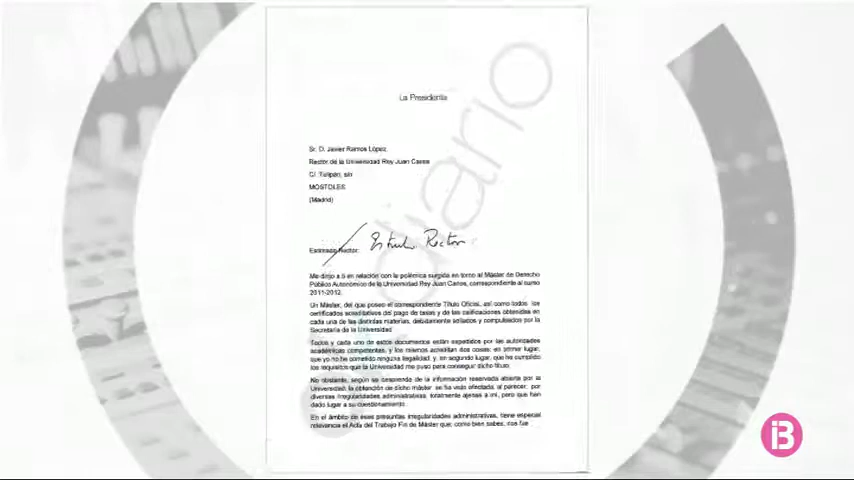 La Presidenta
Sr. D. Javier Ramos López
Rector de la Universidad Rey Juan Carlos
C/. Tulipán, s/n
MOSTOLES
(Madrid)
Estimado Rector: Estimado Rector
Me dirijo a ti en relación con la polémica surgida en torno al Máster de Derecho
Público Autonómico de la Universidad Rey Juan Carlos, correspondiente al curso
2011-2012.
Un Máster, del que poseo el correspondiente Título Oficial, así como todos los
certificados acreditativos del pago de tasas y de las calificaciones obtenidas en
cada una de las distintas materias, debidamente sellados y compulsados por la
Secretaría de la Universidad
Todos y cada uno de estos documentos están expedidos por las autoridades
académicas competentes, y los mismos acreditan dos cosas: en primer lugar,
que yo no he cometido ninguna ilegalidad, y, en segundo lugar, que he cumplido
los requisitos que la Universidad me puso para conseguir dicho título.
No obstante, según se desprende de la información reservada abierta por la
Universidad, la obtención de dicho máster se ha visto afectada, al parecer, por
diversas irregularidades administrativas, totalmente ajenas a mí, pero que han
dado lugar a su cuestionamiento.
En el ámbito de esas presuntas irregularidades administrativas, tiene especial
relevancia el Acta del Trabajo Fin de Máster que, como bien sabes, nos fue
diario
IB